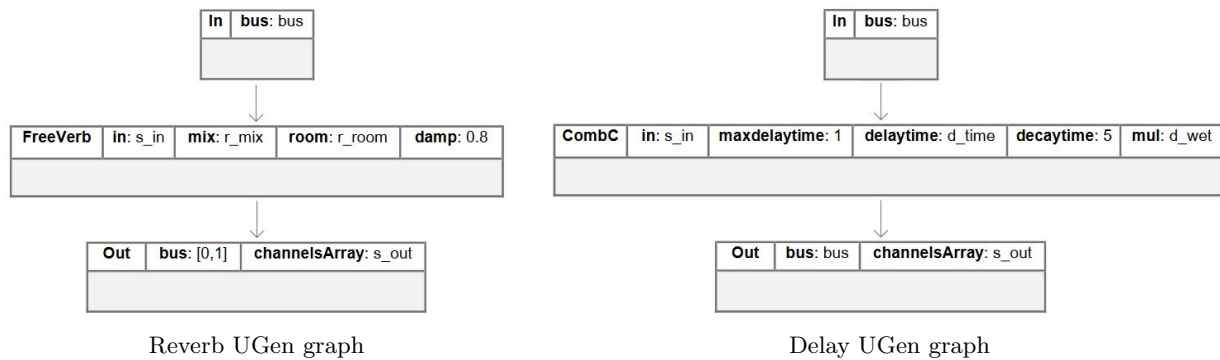 In bus: bus
FreeVerb in: s_in mix: r_mix room: r_room damp: 0.8
Out bus: [0,1] channelsArray: s_out
Reverb UGen graph
In bus: bus
CombC in: s_in maxdelaytime: 1 delaytime: d_time decaytime: 5 mul: d_wet
Out bus: bus channelsArray: s_out
Delay UGen graph